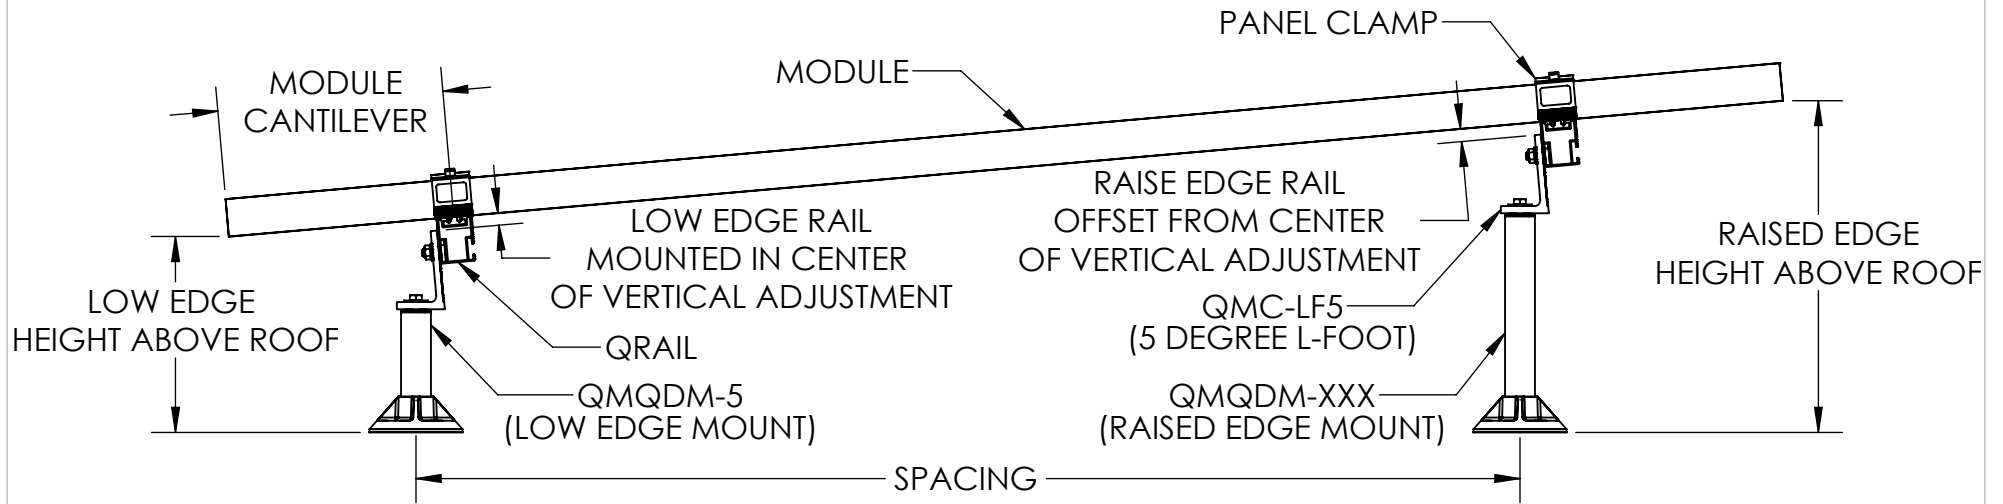 PANEL CLAMP
MODULE
CANTILEVER
MODULE
LOW EDGE RAIL
MOUNTED IN CENTER
OF VERTICAL ADJUSTMENT
RAISE EDGE RAIL
OFFSET FROM CENTER
OF VERTICAL ADJUSTMENT
RAISED EDGE
HEIGHT ABOVE ROOF
LOW EDGE
HEIGHT ABOVE ROOF
QRAIL
QMC-LF5
(5 DEGREE L-FOOT)
QMQDM-5
(LOW EDGE MOUNT)
QMQDM-XXX
(RAISED EDGE MOUNT)
SPACING